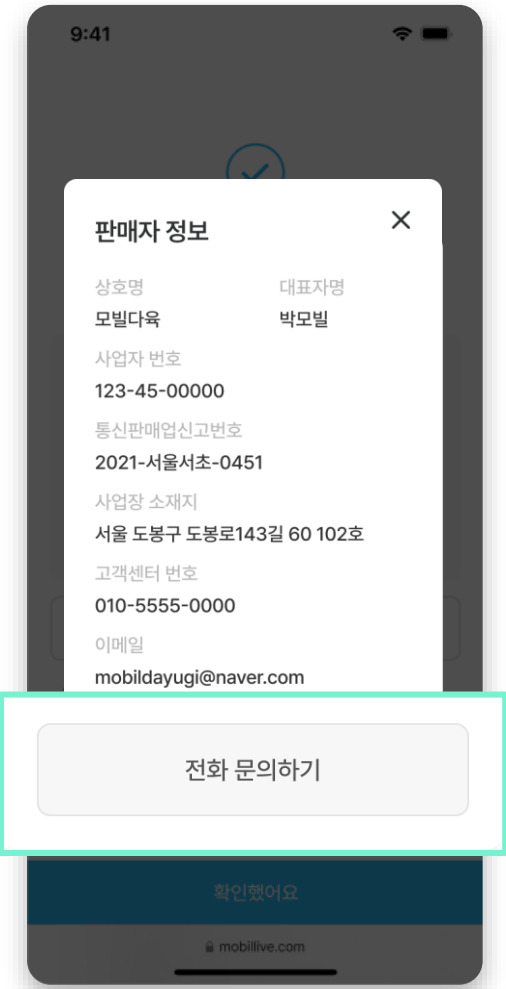 9:41
판매자 정보
상호명 대표자명
모빌다육 박모빌
사업자 번호
123-45-00000
통신판매업신고번호
2021-서울서초-0451
사업장 소재지
서울 도봉구 도봉로143길 60 102호
고객센터 번호
010-5555-0000
이메일
mobildayugi@naver.com
전화 문의하기
확인했어요
mobillive.com